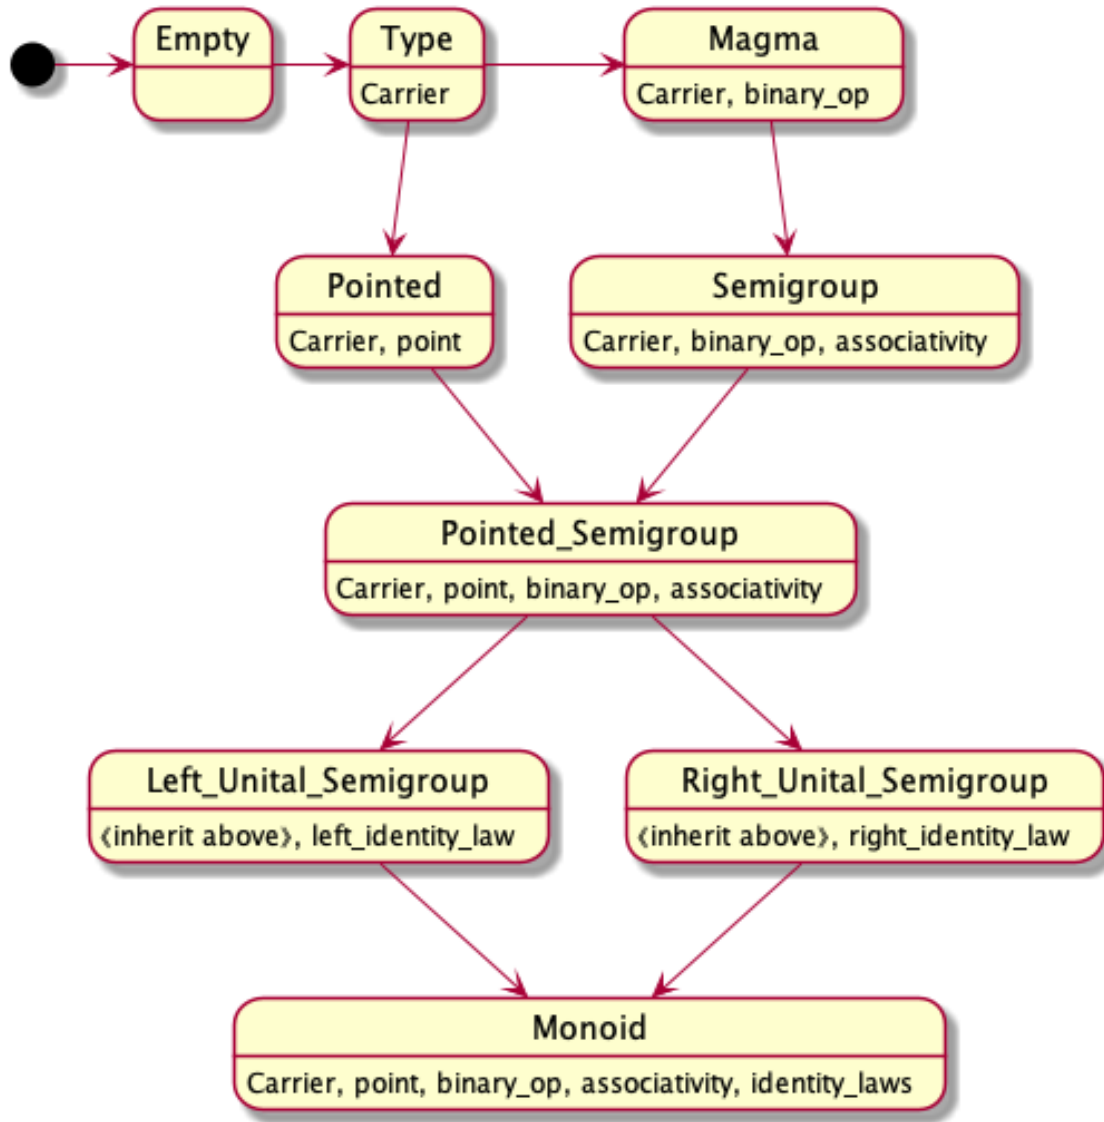 Empty
Type
Carrier
Magma
Carrier, binary_op
Pointed
Carrier, point
Semigroup
Carrier, binary_op, associativity
Pointed_Semigroup
Carrier, point, binary_op, associativity
Left_Unital_Semigroup
⟪inherit above⟫, left_identity_law
Right_Unital_Semigroup
⟪inherit above⟫, right_identity_law
Monoid
Carrier, point, binary_op, associativity, identity_laws